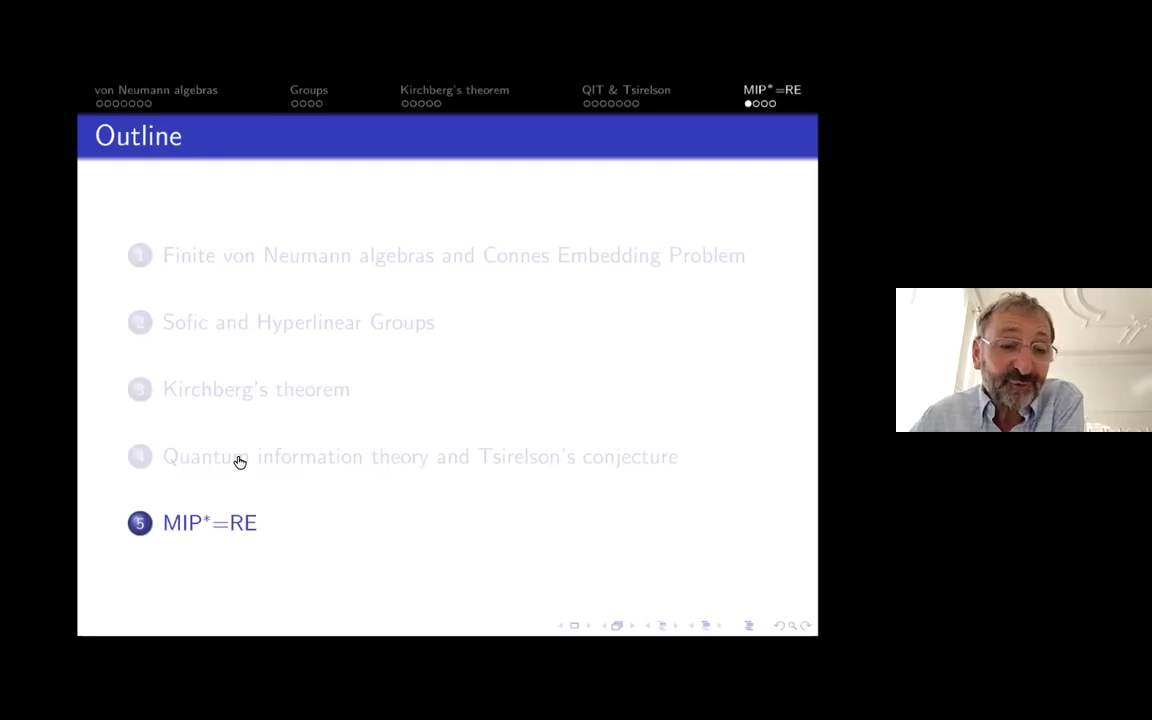 von Neumann algebras Groups Kirchberg's theorem QIT & Tsirelson MIP*=RE
Outline
1 Finite von Neumann algebras and Connes Embedding Problem
2 Sofic and Hyperlinear Groups
3 Kirchberg's theorem
4 Quantum information theory and Tsirelson's conjecture
5 MIP*=RE